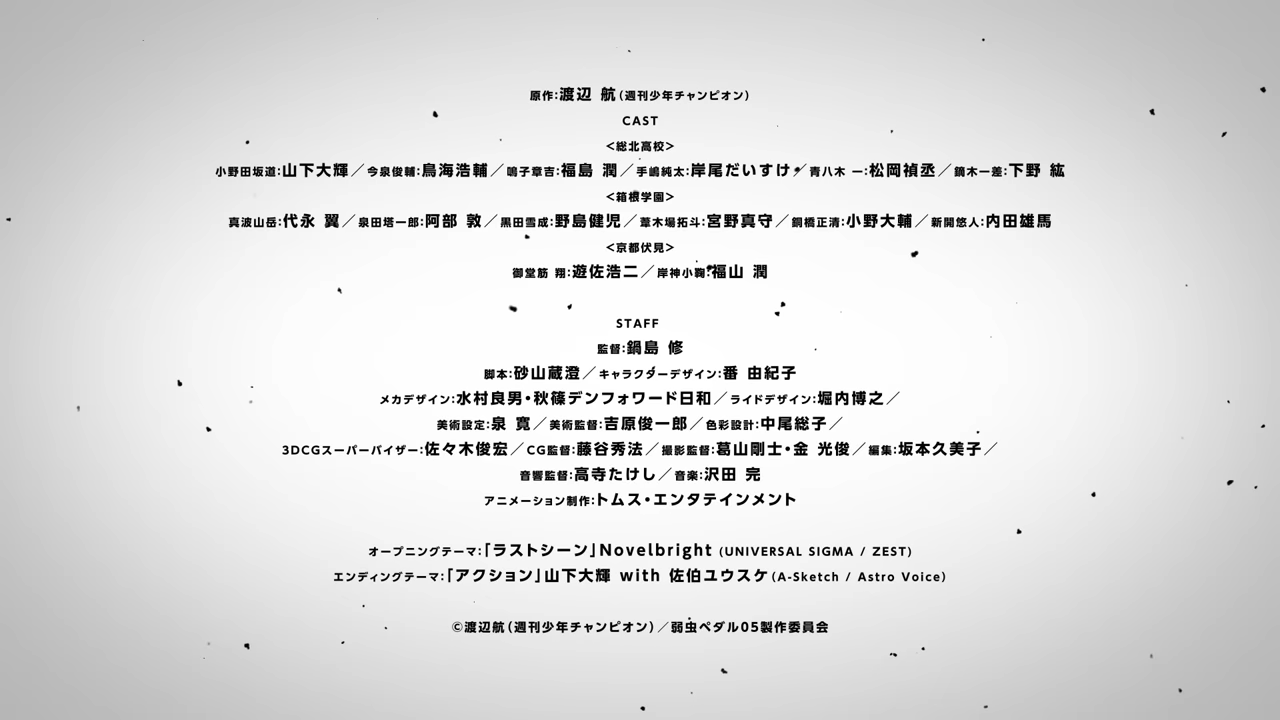 原作:渡辺 航(週刊少年チャンピオン)
CAST
<総北高校>
小野田坂道:山下大輝／今泉俊輔:鳥海浩輔／鳴子章吉:福島 潤／手嶋純太:岸尾だいすけ／青八木 一:松岡禎丞／鏑木一差:下野 紘
<箱根学園>
真波山岳:代永 翼／泉田塔一郎:阿部 敦／黒田雪成:野島健児／葦木場拓斗:宮野真守／銅橋正清:小野大輔／新開悠人:内田雄馬
<京都伏見>
御堂筋 翔:遊佐浩二／岸神小鞠:福山 潤
STAFF
監督:鍋島 修
脚本:砂山蔵澄／キャラクターデザイン:番 由紀子
メカデザイン:水村良男・秋篠デンフォワード日和／ライドデザイン:堀内博之／
美術設定:泉 寛／美術監督:吉原俊一郎／色彩設計:中尾総子／
3DCGスーパーバイザー:佐々木俊宏／CG監督:藤谷秀法／撮影監督:葛山剛士・金 光俊／編集:坂本久美子／
音響監督:高寺たけし／音楽:沢田 完
アニメーション制作:トムス・エンタテインメント
オープニングテーマ:「ラストシーン」Novelbright (UNIVERSAL SIGMA / ZEST)
エンディングテーマ:「アクション」山下大輝 with 佐伯ユウスケ(A-Sketch / Astro Voice)
©渡辺航(週刊少年チャンピオン)／弱虫ペダル05製作委員会